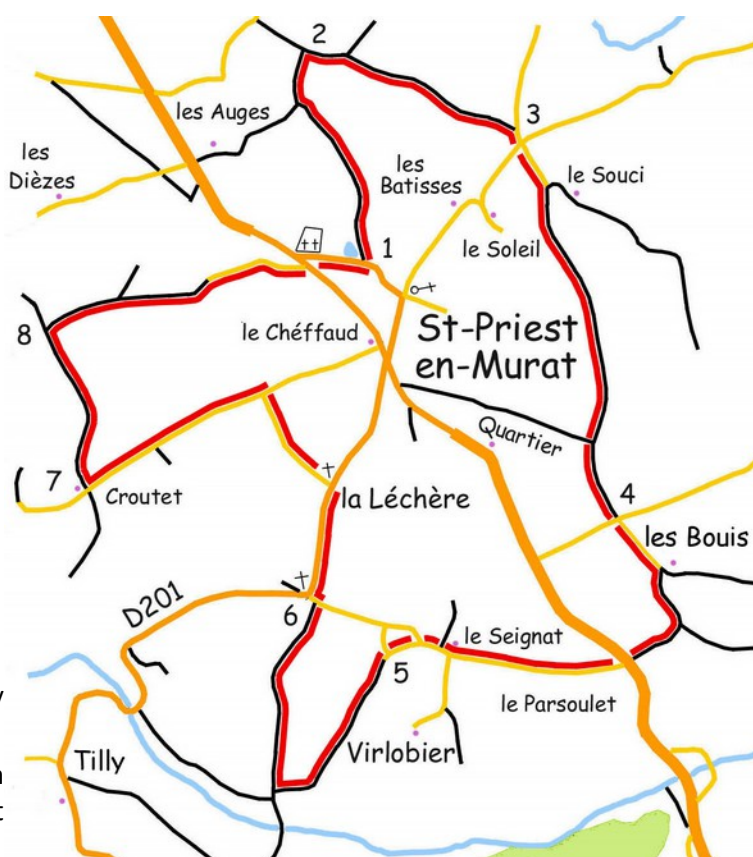 2
3
les Auges
les
Dièzes
les
Batisses
le Souci
le Soleil
1
St-Priest
en-Murat
8
le Chéffaud
Quartier
7
Croutet
la Léchère
4
les Bouis
D201
6
le Seignat
5
le Parsoulet
Virlobier
Tilly